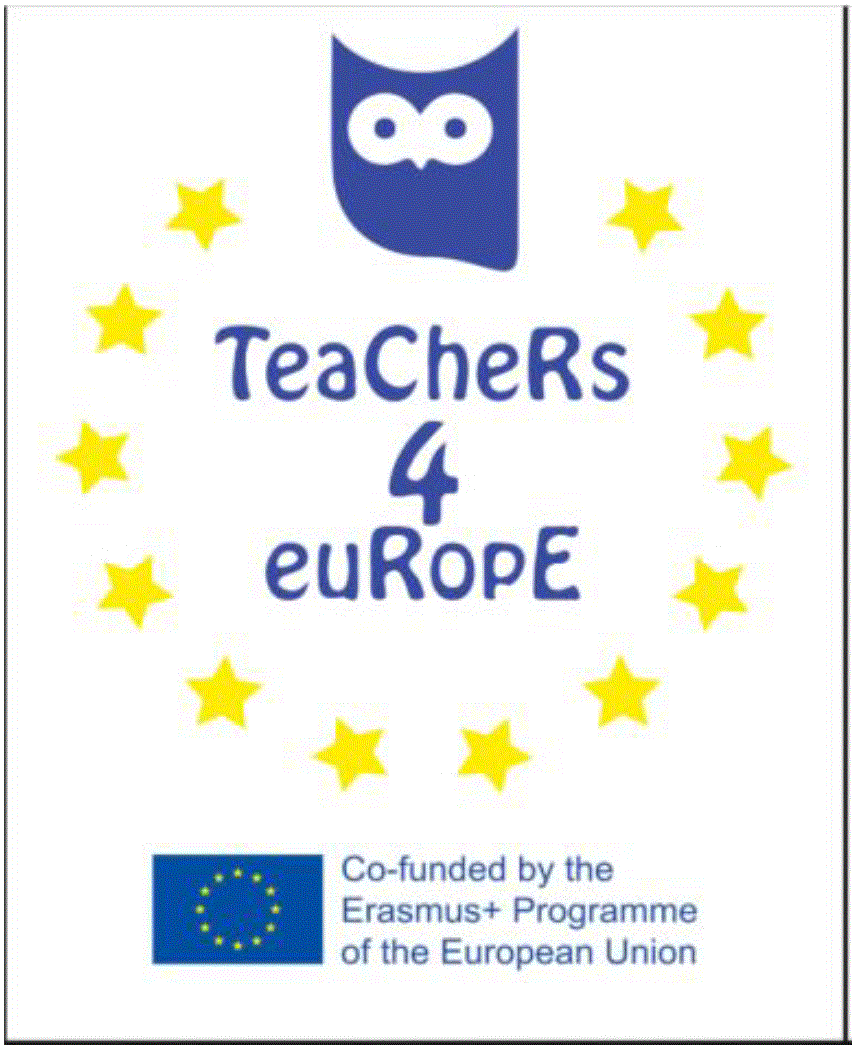 TeaCheRs
4
euRopE
Co-funded by the
Erasmus+ Programme
of the European Union